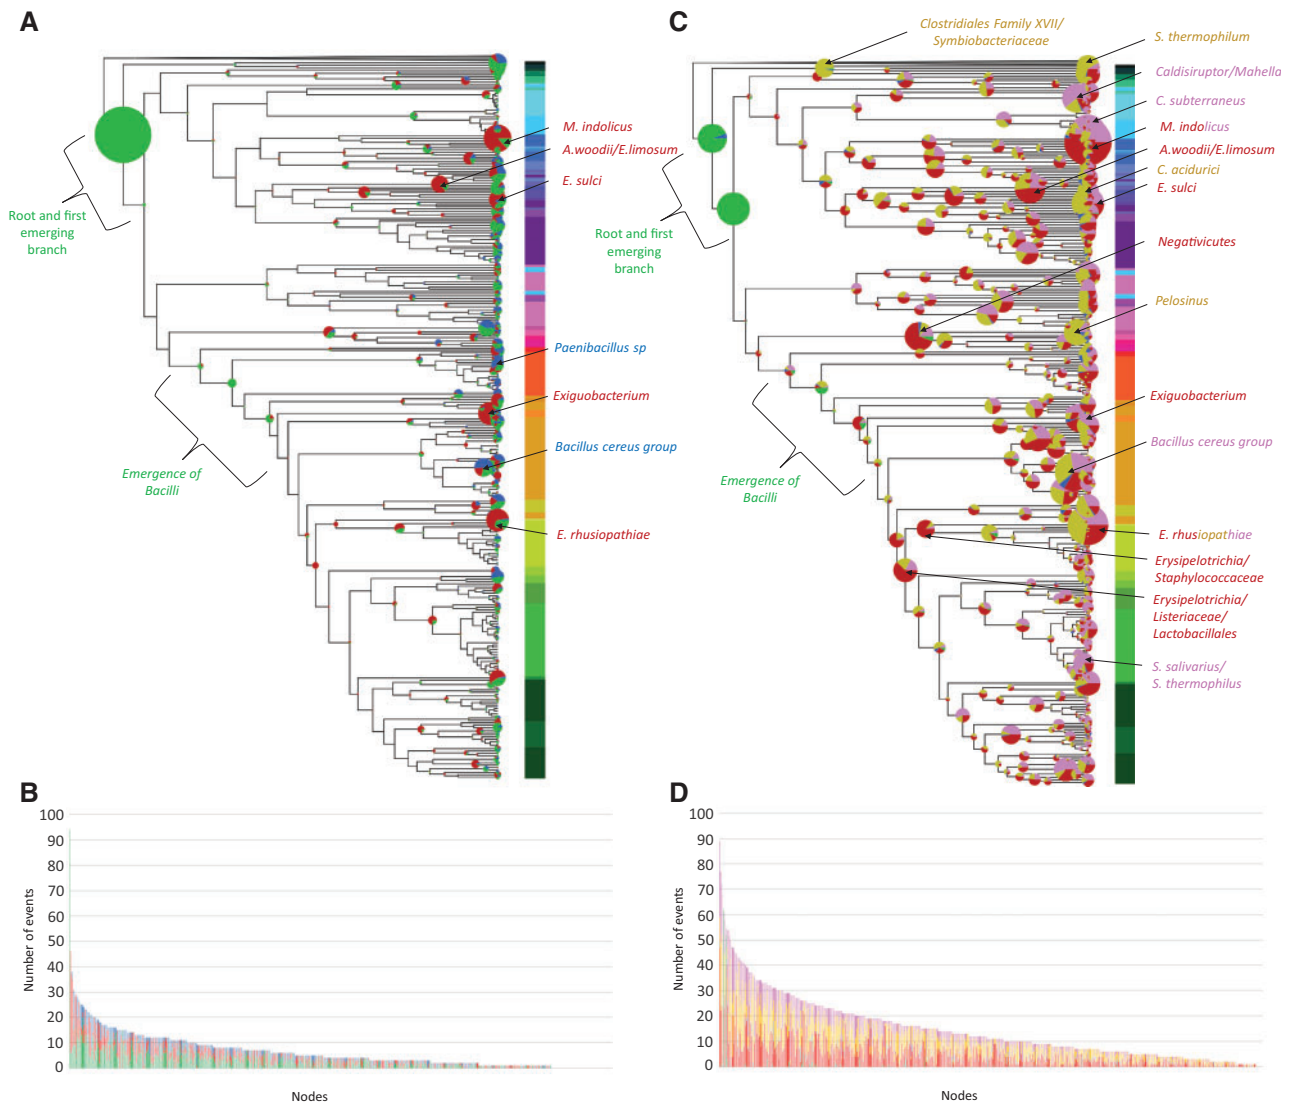 A
Root and first
emerging
branch
Emergence of
Bacilli
M. indolicus
A.woodii/E.limosum
E. sulci
Paenibacillus sp
Exiguobacterium
Bacillus cereus group
E. rhusiopathiae
C
Clostridiales Family XVII/
Symbiobacteriaceae
Root and first
emerging
branch
Emergence of
Bacilli
S. thermophilum
Caldisiruptor/Mahella
C. subterraneus
M. indolicus
A.woodii/E.limosum
C. acidurici
E. sulci
Negativicutes
Pelosinus
Exiguobacterium
Bacillus cereus group
E. rhusiopathiae
Erysipelotrichia/
Staphylococcaceae
Erysipelotrichia/
Listeriaceae/
Lactobacillales
S. salivarius/
S. thermophilus
B
100
90
80
70
60
50
40
30
20
10
0
Number of events
Nodes
D
100
90
80
70
60
50
40
30
20
10
0
Number of events
Nodes